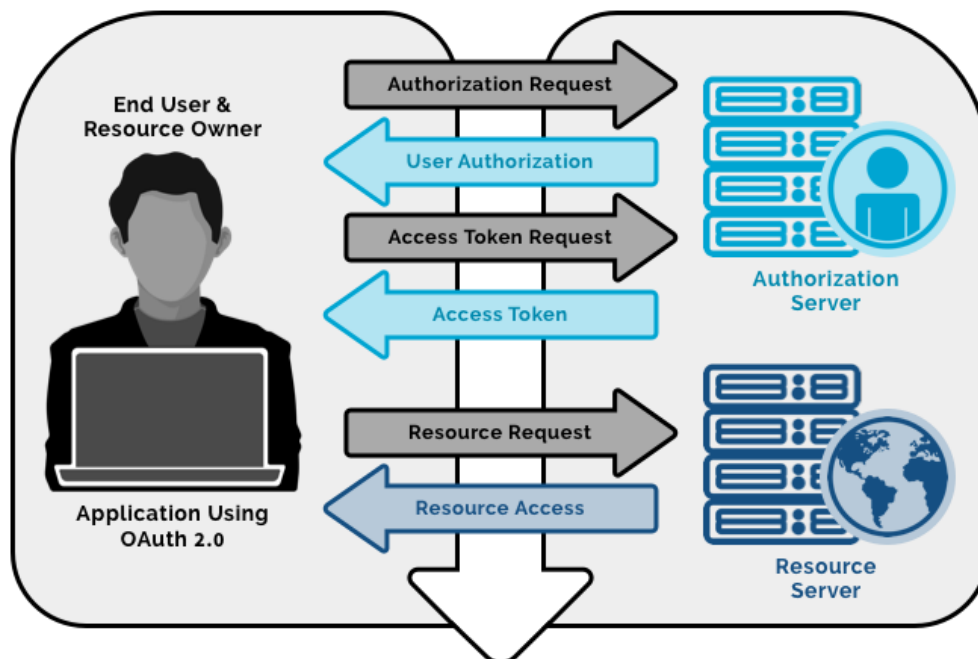 End User &
Resource Owner
Authorization Request
User Authorization
Access Token Request
Access Token
Authorization
Server
Resource Request
Resource Access
Application Using
OAuth 2.0
Resource
Server